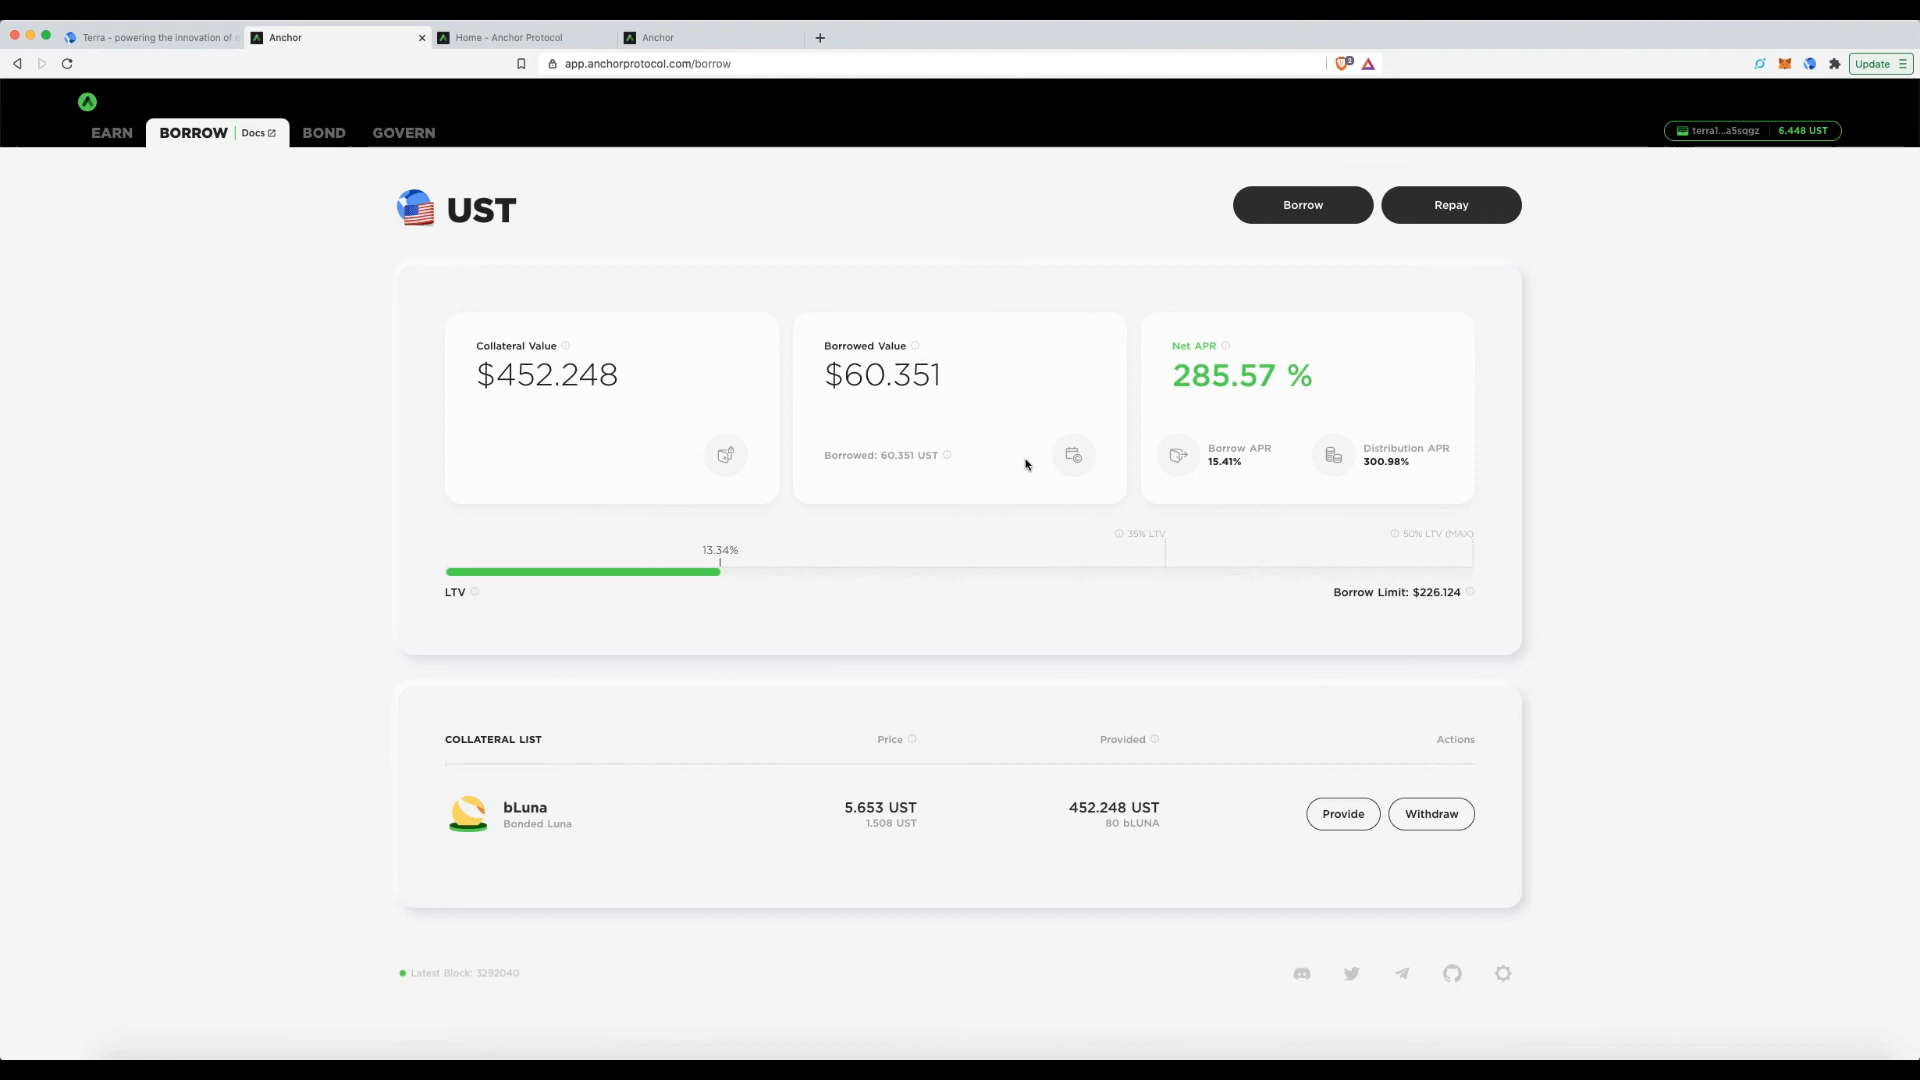 Terra - powering the innovation of
Anchor
Home - Anchor Protocol
Anchor
app.anchorprotocol.com/borrow
2
Update
EARN
BORROW
Docs
BOND
GOVERN
terra1...a5sqgz
6.448 UST
UST
Borrow
Repay
Collateral Value
$452.248
Borrowed Value
$60.351
Borrowed: 60.351 UST
Net APR
285.57 %
Borrow APR
15.41%
Distribution APR
300.98%
35% LTV
50% LTV (MAX)
13.34%
LTV
Borrow Limit: $226.124
COLLATERAL LIST
Price
Provided
Actions
bLuna
Bonded Luna
5.653 UST
1.508 UST
452.248 UST
80 bLUNA
Provide
Withdraw
Latest Block: 3292040